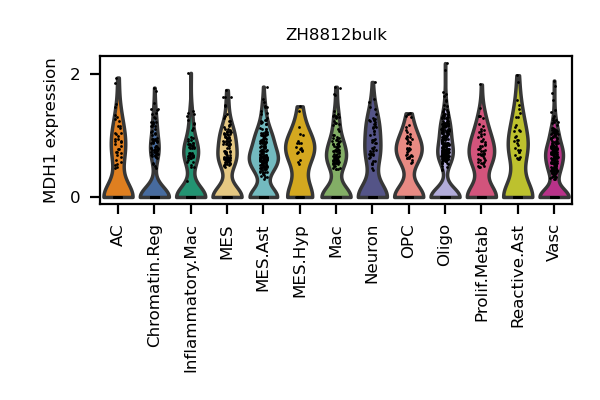 ZH8812bulk
MDH1 expression
2
0
AC
Chromatin.Reg
Inflammatory.Mac
MES
MES.Ast
MES.Hyp
Mac
Neuron
OPC
Oligo
Prolif.Metab
Reactive.Ast
Vasc